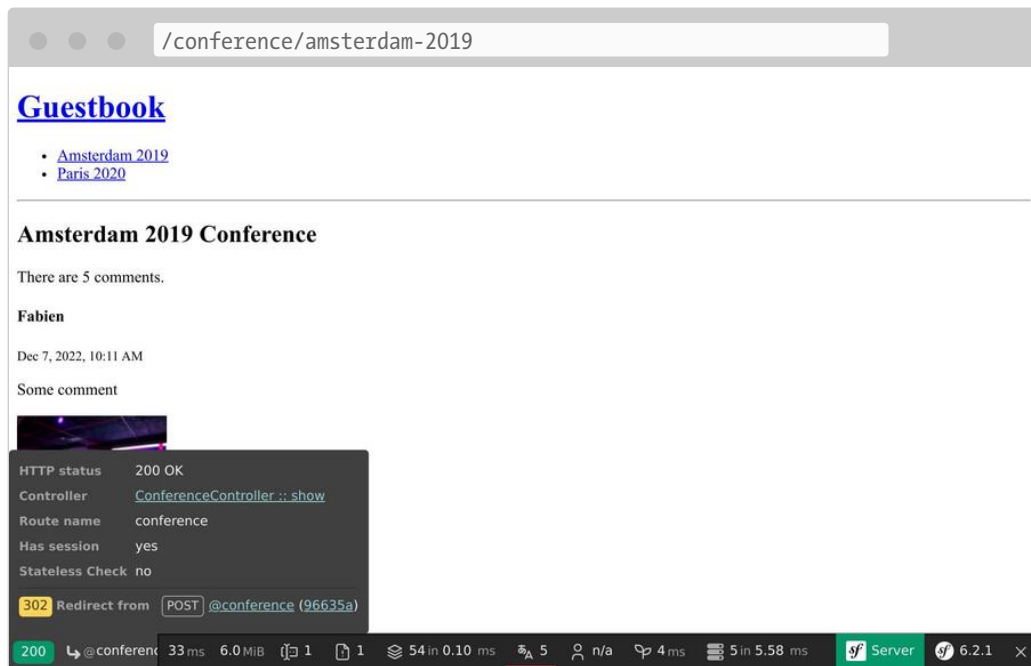 /conference/amsterdam-2019
Guestbook
Amsterdam 2019
Paris 2020
Amsterdam 2019 Conference
There are 5 comments.
Fabien
Dec 7, 2022, 10:11 AM
Some comment
HTTP status 200 OK
Controller ConferenceController :: show
Route name conference
Has session yes
Stateless Check no
302 Redirect from POST @conference (96635a)
200 @conferenc 33 ms 6.0 MiB 1 1 54 in 0.10 ms 5 n/a 4 ms 5 in 5.58 ms sf Server sf 6.2.1